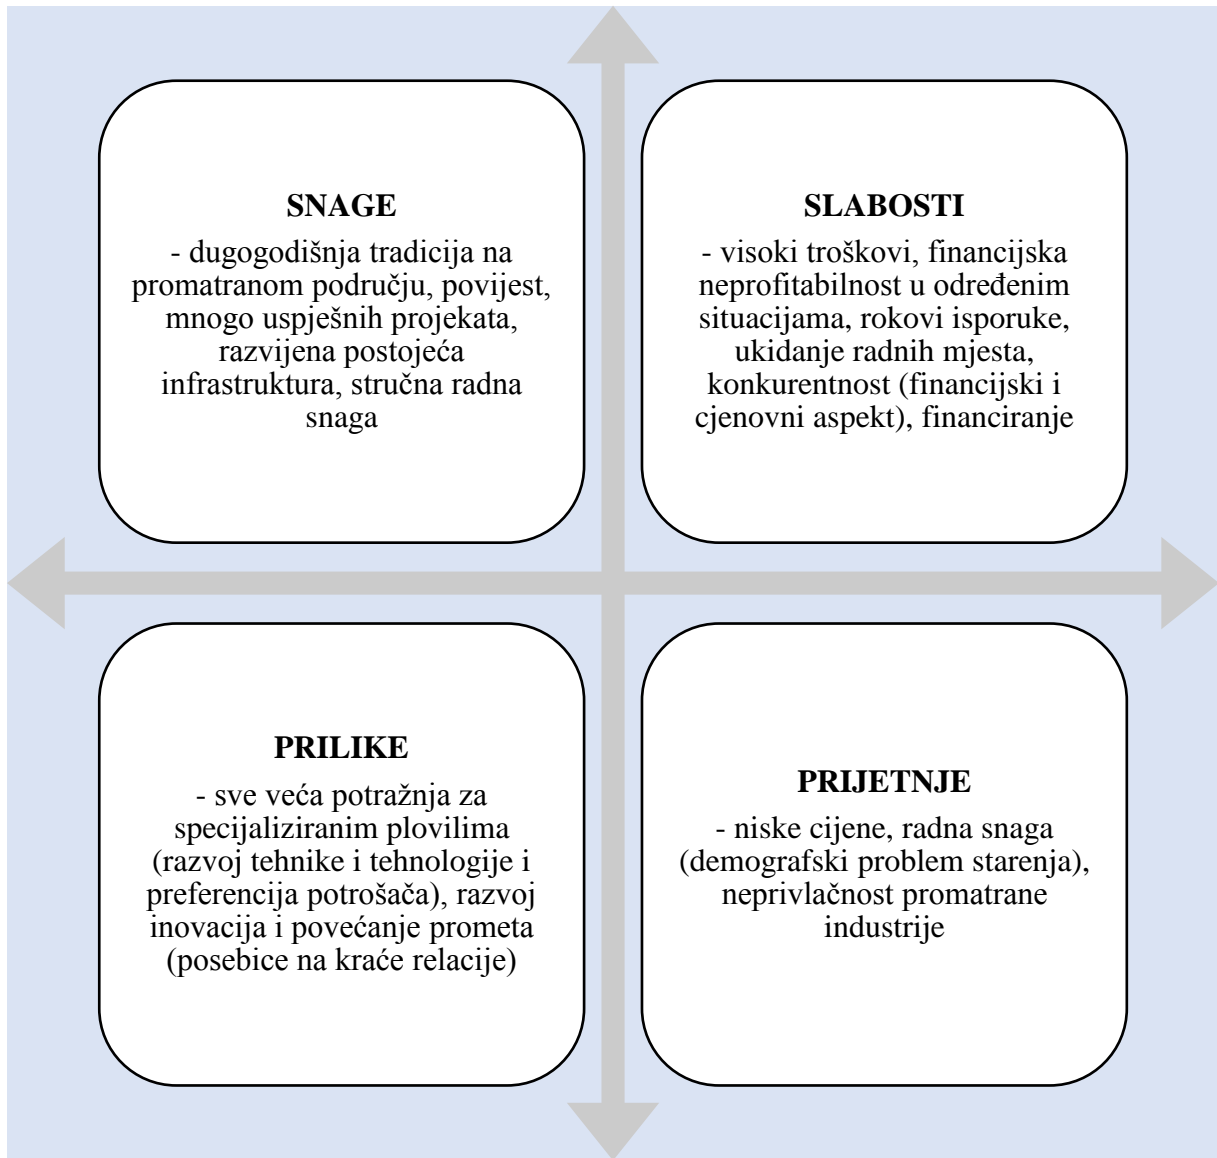 SNAGE
- dugogodišnja tradicija na
promatranom području, povijest,
mnogo uspješnih projekata,
razvijena postojeća
infrastruktura, stručna radna
snaga
SLABOSTI
- visoki troškovi, financijska
neprofitabilnost u određenim
situacijama, rokovi isporuke,
ukidanje radnih mjesta,
konkurentnost (financijski i
cjenovni aspekt), financiranje
PRILIKE
- sve veća potražnja za
specijaliziranim plovilima
(razvoj tehnike i tehnologije i
preferencija potrošača), razvoj
inovacija i povećanje prometa
(posebice na kraće relacije)
PRIJETNJE
- niske cijene, radna snaga
(demografski problem starenja),
neprivlačnost promatrane
industrije